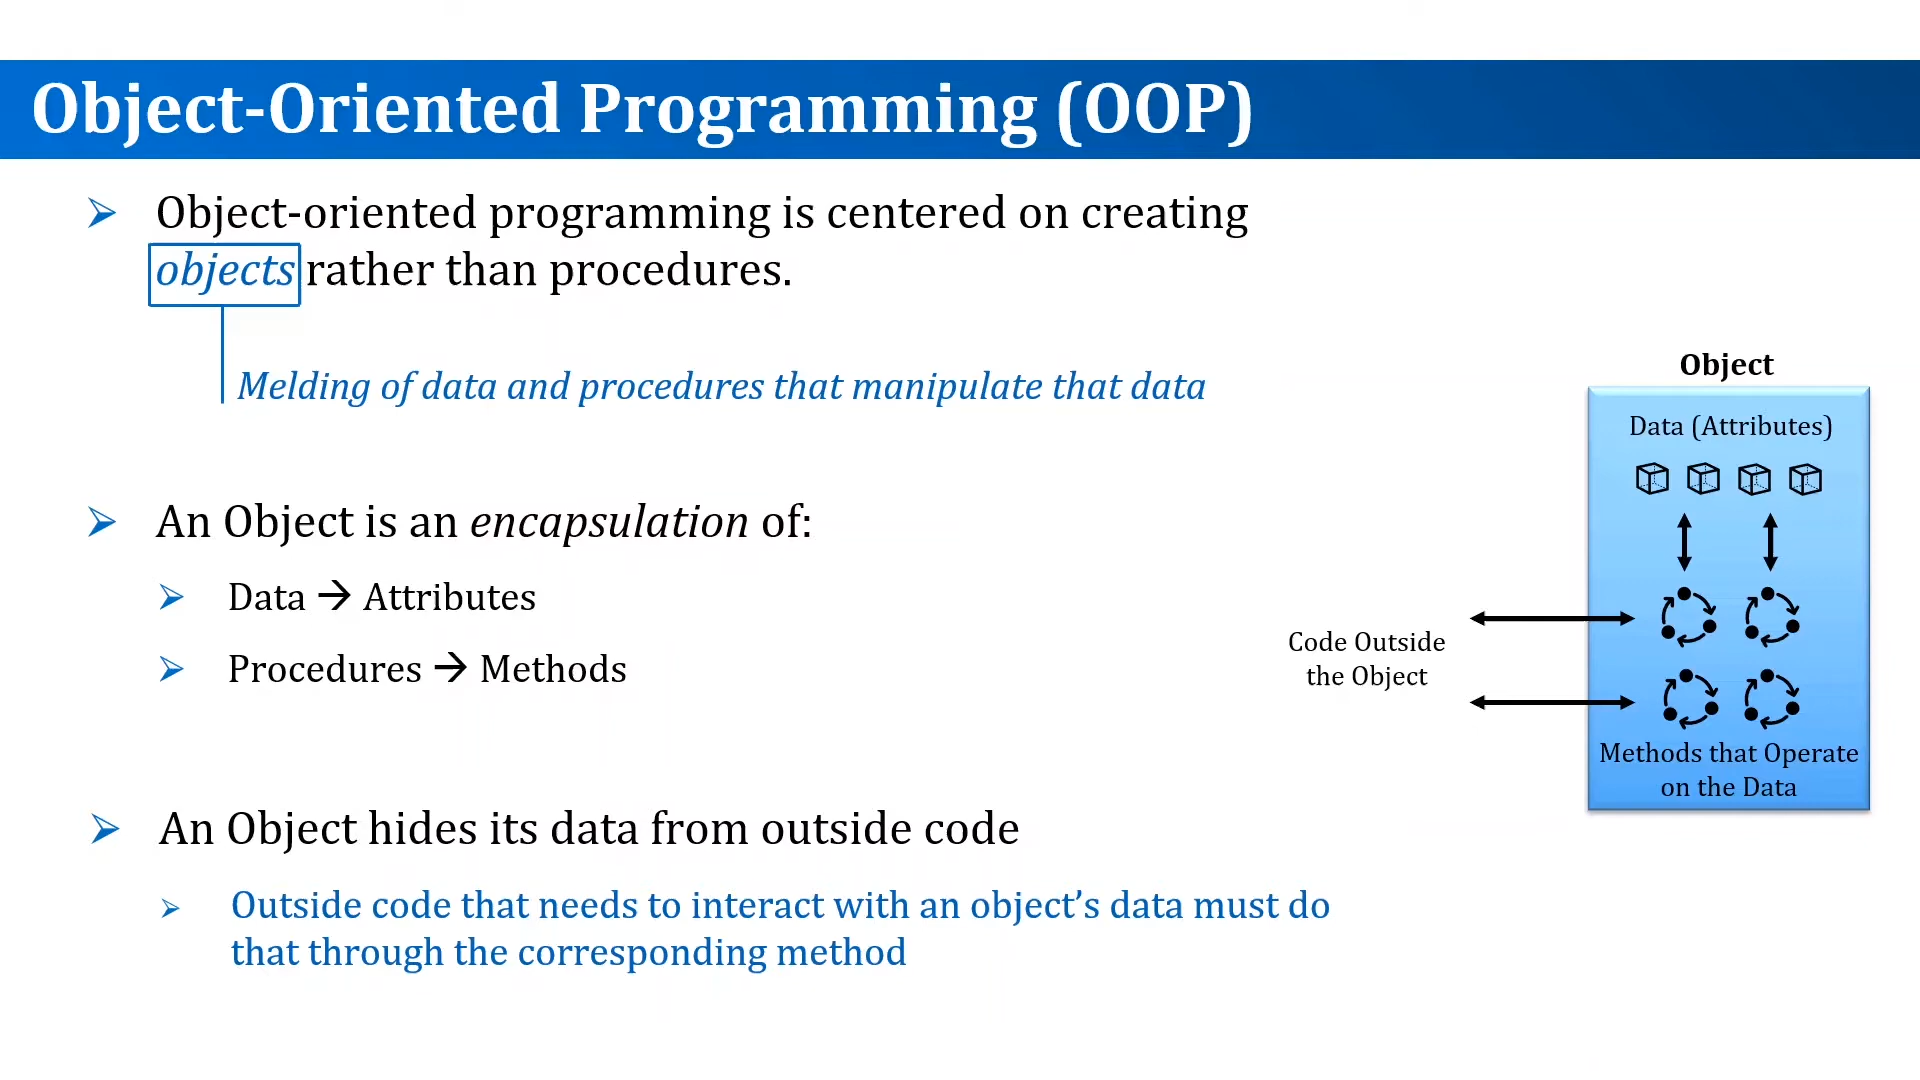 Object-Oriented Programming (OOP)
Object-oriented programming is centered on creating
objects rather than procedures.
Melding of data and procedures that manipulate that data
An Object is an encapsulation of:
Data → Attributes
Procedures → Methods
An Object hides its data from outside code
Outside code that needs to interact with an object’s data must do
that through the corresponding method
Object
Data (Attributes)
Code Outside
the Object
Methods that Operate
on the Data